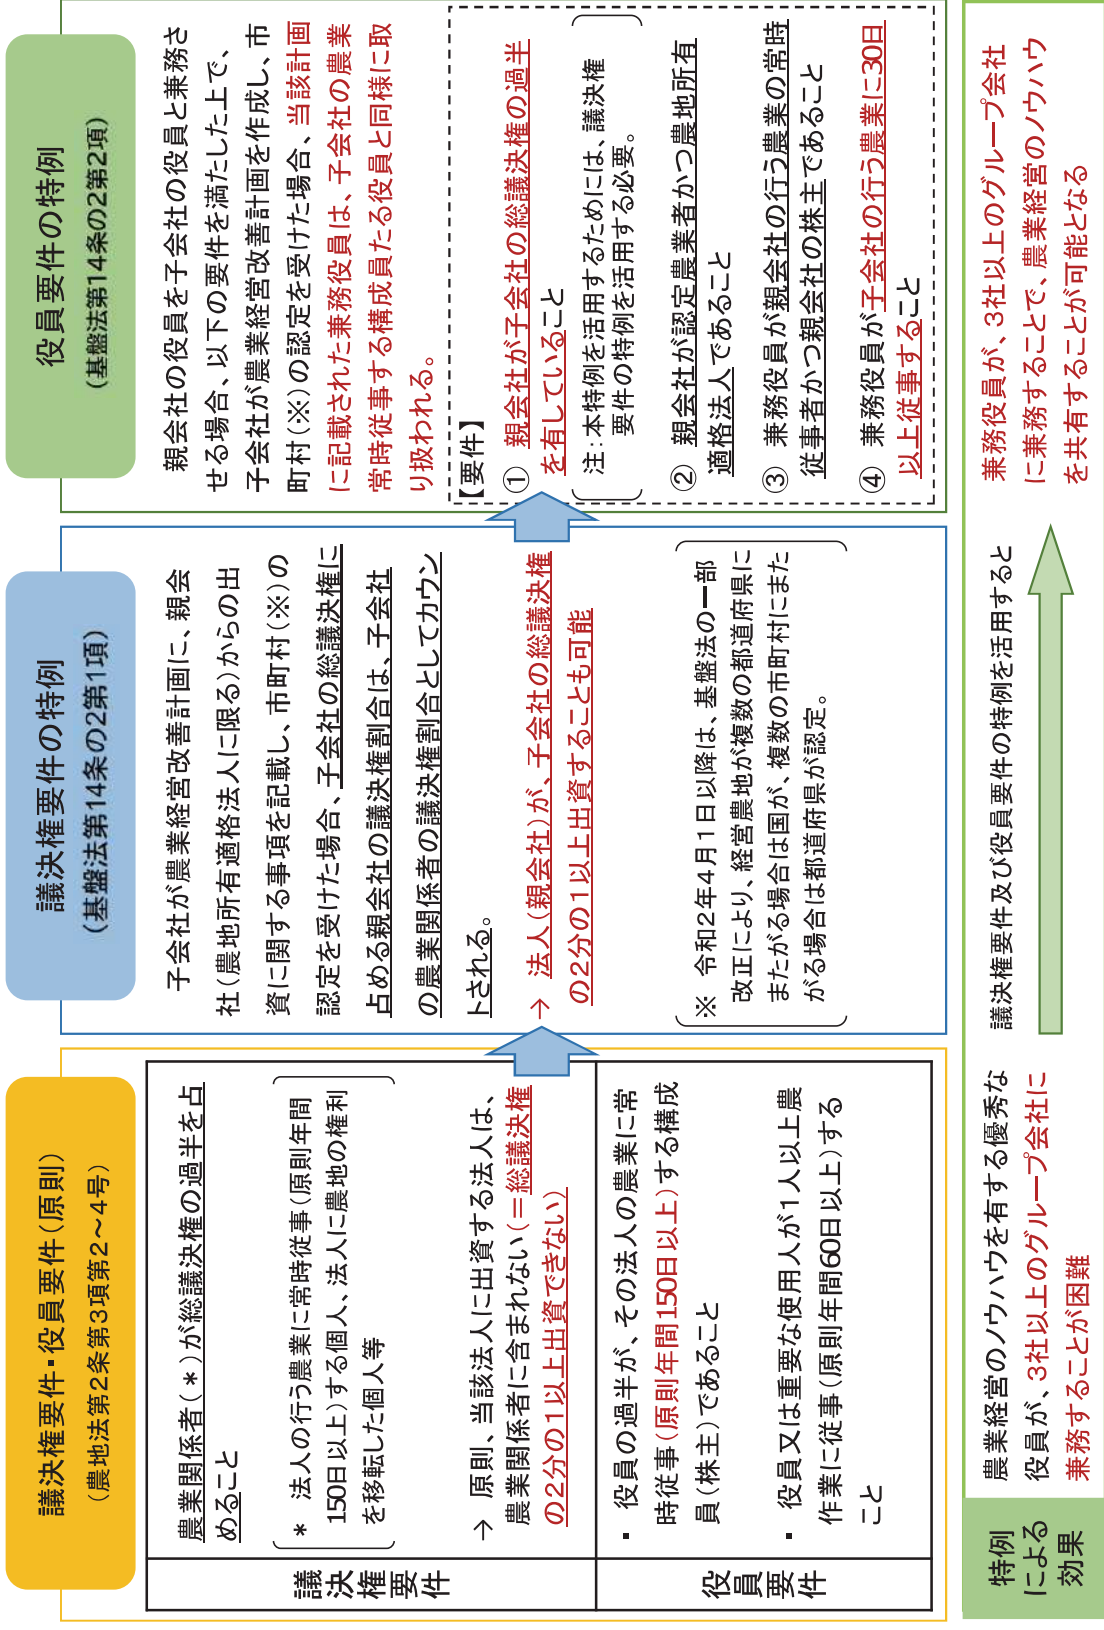 議決権要件・役員要件（原則）
（農地法第2条第3項第2～4号）
議決権要件
農業関係者（＊）が総議決権の過半を占
めること
＊　法人の行う農業に常時従事（原則年間
150日以上）する個人、法人に農地の権利
を移転した個人等
→　原則、当該法人に出資する法人は、
農業関係者に含まれない（＝総議決権
の2分の1以上出資できない）
役員要件
・　役員の過半が、その法人の農業に常
時従事（原則年間150日以上）する構成
員（株主）であること
・　役員又は重要な使用人が1人以上農
作業に従事（原則年間60日以上）する
こと
議決権要件の特例
（基盤法第14条の2第1項）
子会社が農業経営改善計画に、親会
社（農地所有適格法人に限る）からの出
資に関する事項を記載し、市町村（※）の
認定を受けた場合、子会社の総議決権に
占める親会社の議決権割合は、子会社
の農業関係者の議決権割合としてカウン
トされる。
→　法人（親会社）が、子会社の総議決権
の2分の1以上出資することも可能
※　令和2年4月1日以降は、基盤法の一部
改正により、経営農地が複数の都道府県に
またがる場合は国が、複数の市町村にまた
がる場合は都道府県が認定。
役員要件の特例
（基盤法第14条の2第2項）
親会社の役員を子会社の役員と兼務さ
せる場合、以下の要件を満たした上で、
子会社が農業経営改善計画を作成し、市
町村（※）の認定を受けた場合、当該計画
に記載された兼務役員は、子会社の農業
常時従事する構成員たる役員と同様に取
り扱われる。
【要件】
①　親会社が子会社の総議決権の過半
を有していること
注：本特例を活用するためには、議決権
要件の特例を活用する必要。
②　親会社が認定農業者かつ農地所有
適格法人であること
③　兼務役員が親会社の行う農業の常時
従事者かつ親会社の株主であること
④　兼務役員が子会社の行う農業に30日
以上従事すること
特例
による
効果
農業経営のノウハウを有する優秀な
役員が、3社以上のグループ会社に
兼務することが困難
議決権要件及び役員要件の特例を活用すると
兼務役員が、3社以上のグループ会社
に兼務することで、農業経営のノウハウ
を共有することが可能となる